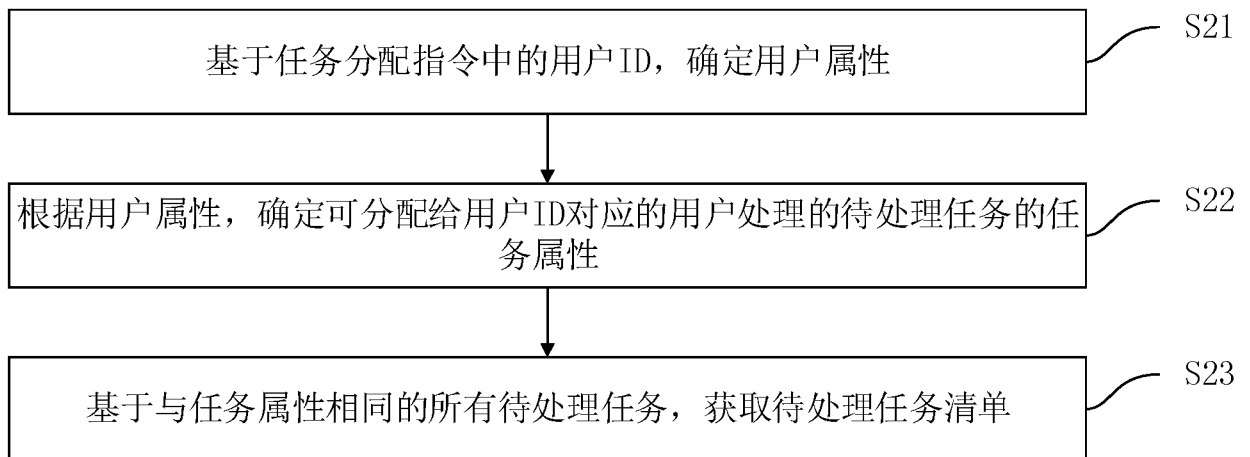 基于任务分配指令中的用户ID，确定用户属性
S21
根据用户属性，确定可分配给用户ID对应的用户处理的待处理任务的任
务属性
S22
基于与任务属性相同的所有待处理任务，获取待处理任务清单
S23